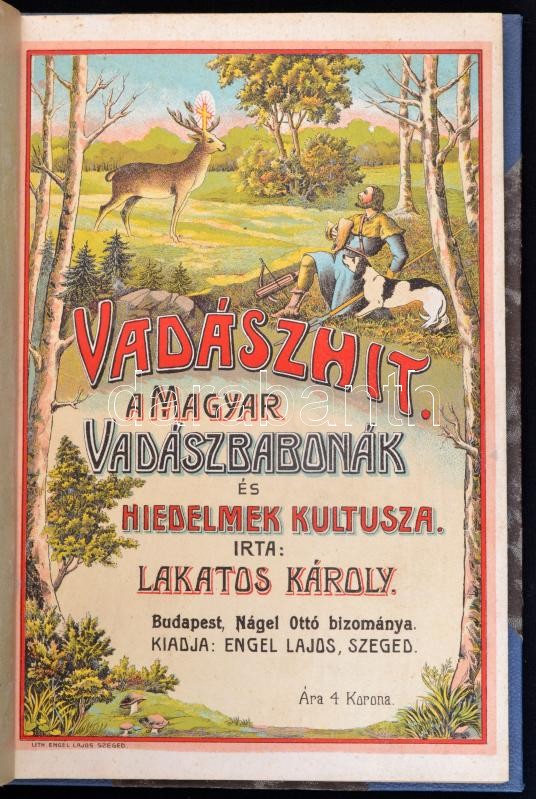 VADÁSZHIT.
A MAGYAR
VADÁSZBABONÁK
ÉS
HIEDELMEK KULTUSZA.
IRTA:
LAKATOS KÁROLY.
Budapest, Nágel Ottó bizománya.
KIADJA: ENGEL LAJOS, SZEGED.
Ára 4 Korona.
LITH. ENGEL LAJOS SZEGED.
darabanth